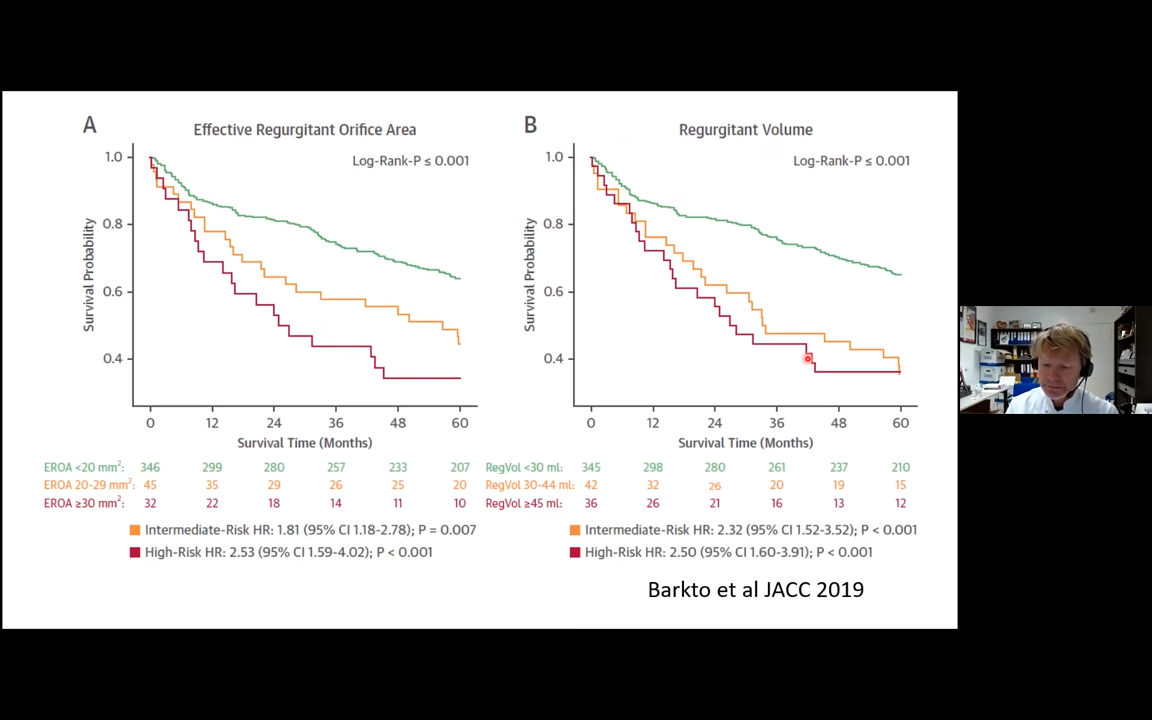 A
Effective Regurgitant Orifice Area
Log-Rank-P ≤ 0.001
1.0
0.8
0.6
0.4
Survival Probability
0 12 24 36 48 60
Survival Time (Months)
EROA <20 mm²: 346 299 280 257 233 207
EROA 20-29 mm²: 45 35 29 26 25 20
EROA ≥30 mm²: 32 22 18 14 11 10
Intermediate-Risk HR: 1.81 (95% CI 1.18-2.78); P = 0.007
High-Risk HR: 2.53 (95% CI 1.59-4.02); P < 0.001
B
Regurgitant Volume
Log-Rank-P ≤ 0.001
1.0
0.8
0.6
0.4
Survival Probability
0 12 24 36 48 60
Survival Time (Months)
RegVol <30 ml: 345 298 280 261 237 210
RegVol 30-44 ml: 42 32 26 20 19 15
RegVol ≥45 ml: 36 26 21 16 13 12
Intermediate-Risk HR: 2.32 (95% CI 1.52-3.52); P < 0.001
High-Risk HR: 2.50 (95% CI 1.60-3.91); P < 0.001
Barkto et al JACC 2019